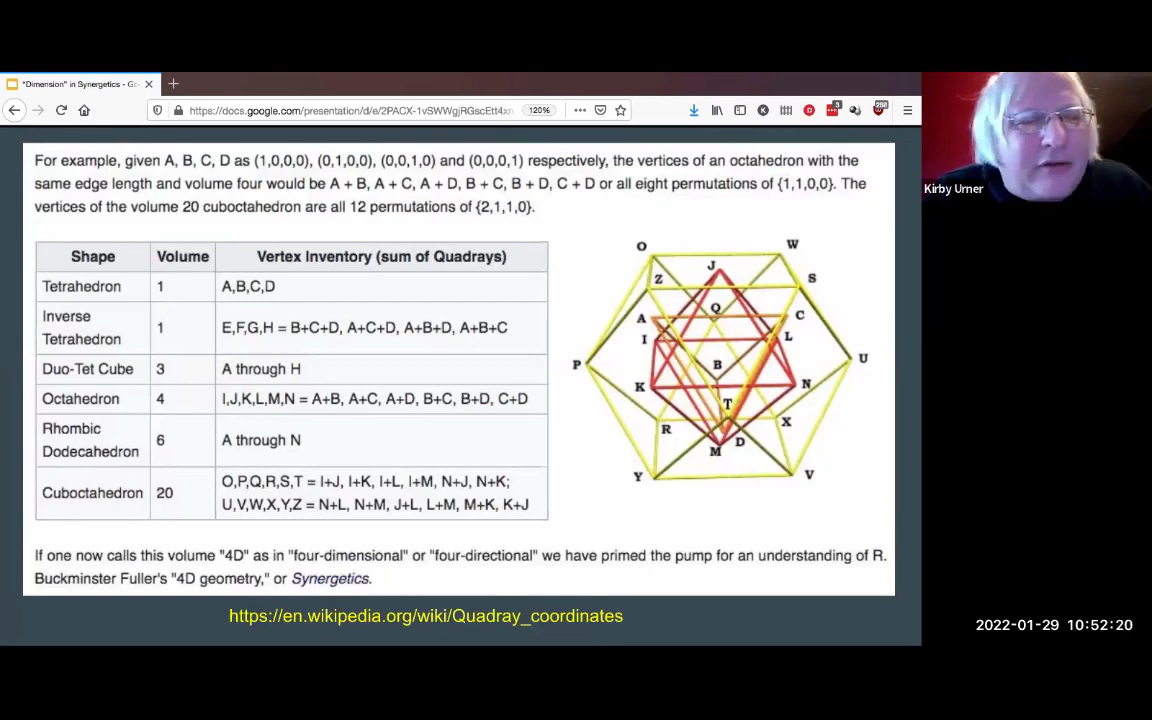 "Dimension" in Synergetics - Go
https://docs.google.com/presentation/d/e/2PACX-1vSWWgjRGscEtt4xr
120%
3
288
For example, given A, B, C, D as (1,0,0,0), (0,1,0,0), (0,0,1,0) and (0,0,0,1) respectively, the vertices of an octahedron with the
same edge length and volume four would be A + B, A + C, A + D, B + C, B + D, C + D or all eight permutations of {1,1,0,0}. The
vertices of the volume 20 cuboctahedron are all 12 permutations of {2,1,1,0}.
Shape Volume Vertex Inventory (sum of Quadrays)
Tetrahedron 1 A,B,C,D
Inverse
Tetrahedron 1 E,F,G,H = B+C+D, A+C+D, A+B+D, A+B+C
Duo-Tet Cube 3 A through H
Octahedron 4 I,J,K,L,M,N = A+B, A+C, A+D, B+C, B+D, C+D
Rhombic
Dodecahedron 6 A through N
Cuboctahedron 20 O,P,Q,R,S,T = I+J, I+K, I+L, I+M, N+J, N+K;
U,V,W,X,Y,Z = N+L, N+M, J+L, L+M, M+K, K+J
O W
J
Z S
Q
A C
I L
P B U
K N
T
R X
D
M
Y V
If one now calls this volume "4D" as in "four-dimensional" or "four-directional" we have primed the pump for an understanding of R.
Buckminster Fuller's "4D geometry," or Synergetics.
https://en.wikipedia.org/wiki/Quadray_coordinates
Kirby Urner
2022-01-29 10:52:20